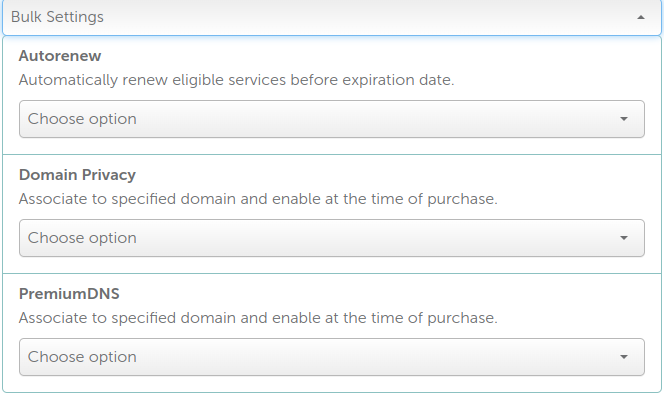 Bulk Settings
Autorenew
Automatically renew eligible services before expiration date.
Choose option
Domain Privacy
Associate to specified domain and enable at the time of purchase.
Choose option
PremiumDNS
Associate to specified domain and enable at the time of purchase.
Choose option